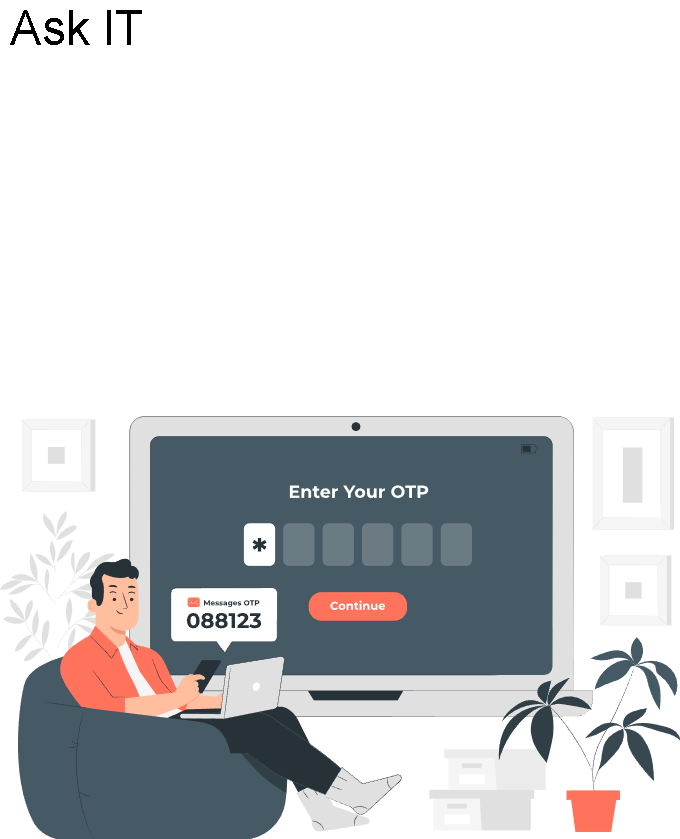 Ask IT
Enter Your OTP
*
Messages OTP
088123
Continue